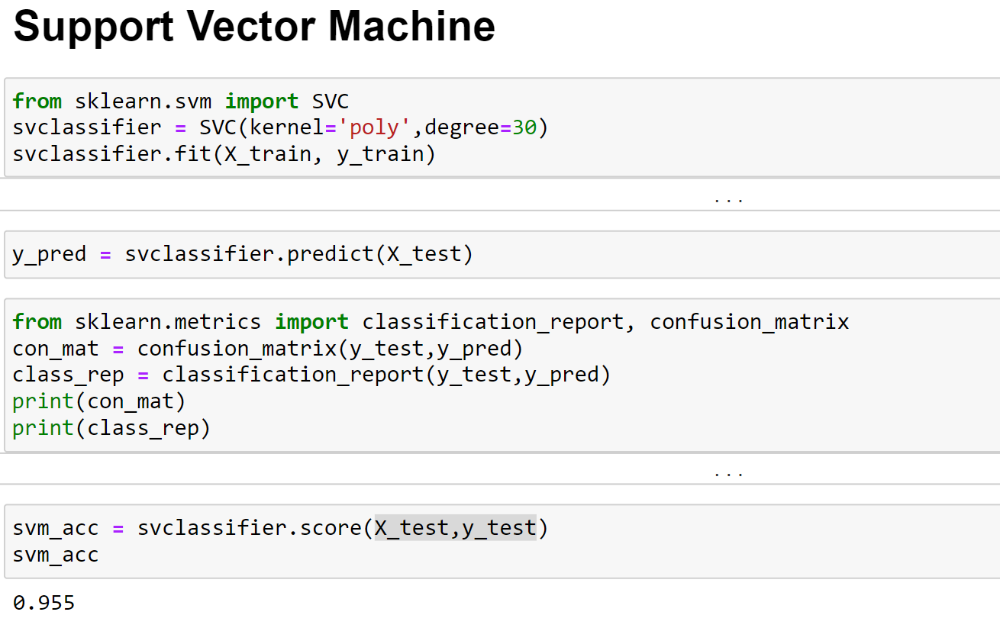 Support Vector Machine
from sklearn.svm import SVC
svclassifier = SVC(kernel='poly',degree=30)
svclassifier.fit(X_train, y_train)
...
y_pred = svclassifier.predict(X_test)
from sklearn.metrics import classification_report, confusion_matrix
con_mat = confusion_matrix(y_test,y_pred)
class_rep = classification_report(y_test,y_pred)
print(con_mat)
print(class_rep)
...
svm_acc = svclassifier.score(X_test,y_test)
svm_acc
0.955